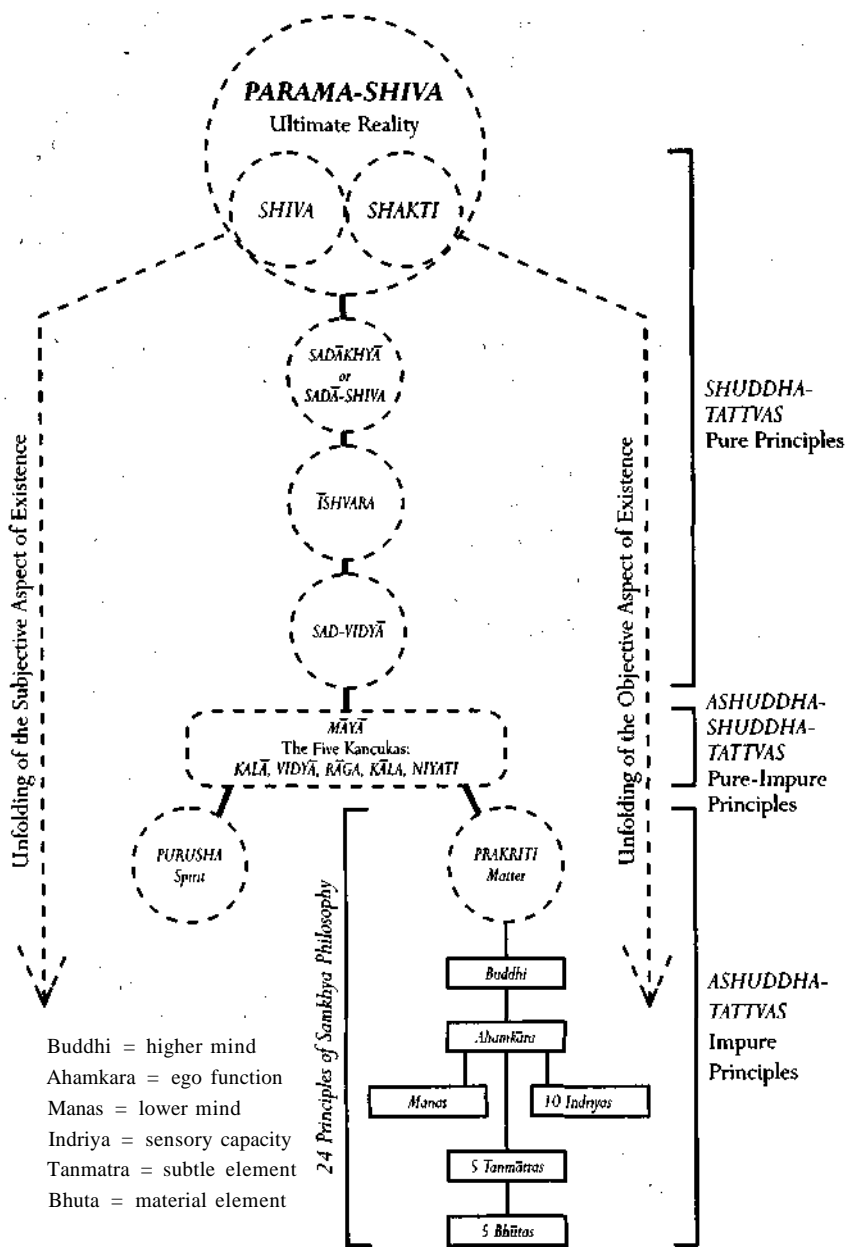 PARAMA-SHIVA
Ultimate Reality
SHIVA
SHAKTI
SADĀKHYĀ
or
SADĀ-SHIVA
ĪSHVARA
SAD-VIDYĀ
MĀYĀ
The Five Kancukas:
KALĀ, VIDYĀ, RĀGA, KĀLA, NIYATI
PURUSHA
Spirit
PRAKRITI
Matter
Buddhi
Ahamkāra
Manas
10 Indriyas
5 Tanmātras
5 Bhūtas
Unfolding of the Subjective Aspect of Existence
Unfolding of the Objective Aspect of Existence
24 Principles of Samkhya Philosophy
SHUDDHA-
TATTVAS
Pure Principles
ASHUDDHA-
SHUDDHA-
TATTVAS
Pure-Impure
Principles
ASHUDDHA-
TATTVAS
Impure
Principles
Buddhi = higher mind
Ahamkara = ego function
Manas = lower mind
Indriya = sensory capacity
Tanmatra = subtle element
Bhuta = material element